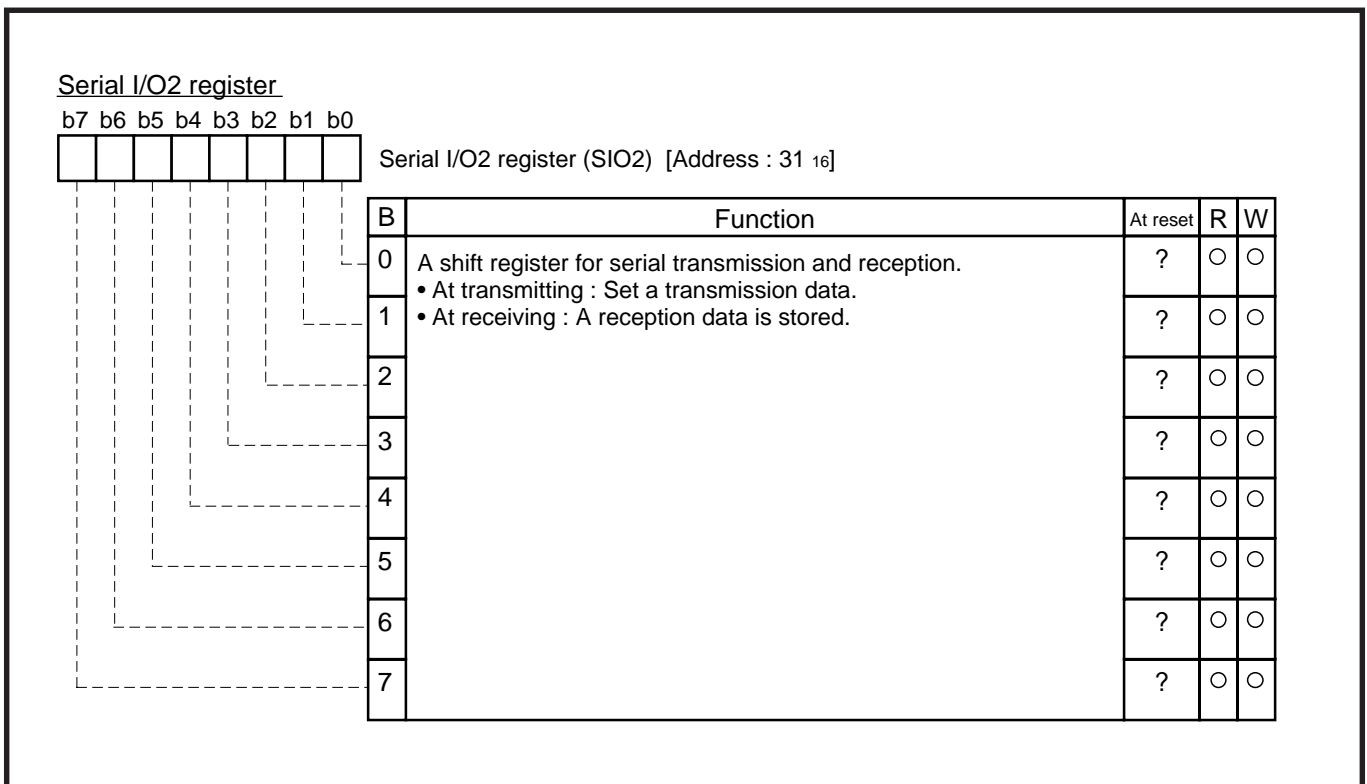 Serial I/O2 register
b7 b6 b5 b4 b3 b2 b1 b0
Serial I/O2 register (SIO2) [Address : 31 16]
B Function At reset R W
0 A shift register for serial transmission and reception. ? ○ ○
• At transmitting : Set a transmission data.
1 • At receiving : A reception data is stored. ? ○ ○
2 ? ○ ○
3 ? ○ ○
4 ? ○ ○
5 ? ○ ○
6 ? ○ ○
7 ? ○ ○